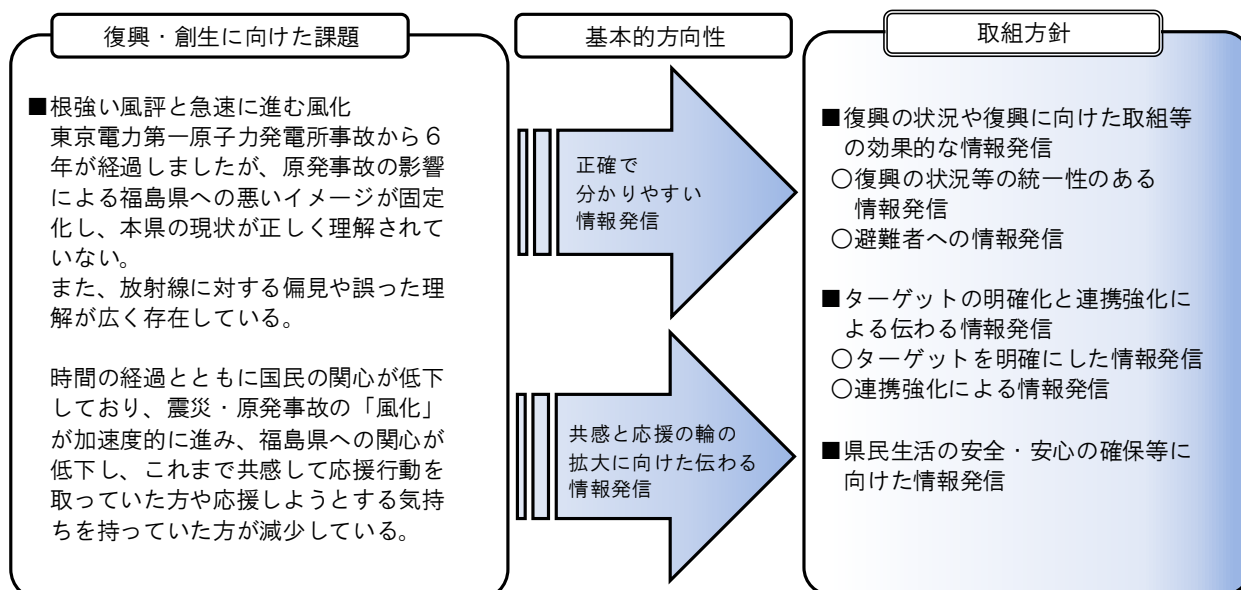 復興・創生に向けた課題
■根強い風評と急速に進む風化
東京電力第一原子力発電所事故から６
年が経過しましたが、原発事故の影響
による福島県への悪いイメージが固定
化し、本県の現状が正しく理解されて
いない。
また、放射線に対する偏見や誤った理
解が広く存在している。
時間の経過とともに国民の関心が低下
しており、震災・原発事故の「風化」
が加速度的に進み、福島県への関心が
低下し、これまで共感して応援行動を
取っていた方や応援しようとする気持
ちを持っていた方が減少している。
基本的方向性
正確で
分かりやすい
情報発信
共感と応援の輪の
拡大に向けた伝わる
情報発信
取組方針
■復興の状況や復興に向けた取組等
の効果的な情報発信
○復興の状況等の統一性のある
情報発信
○避難者への情報発信
■ターゲットの明確化と連携強化に
よる伝わる情報発信
○ターゲットを明確にした情報発信
○連携強化による情報発信
■県民生活の安全・安心の確保等に
向けた情報発信